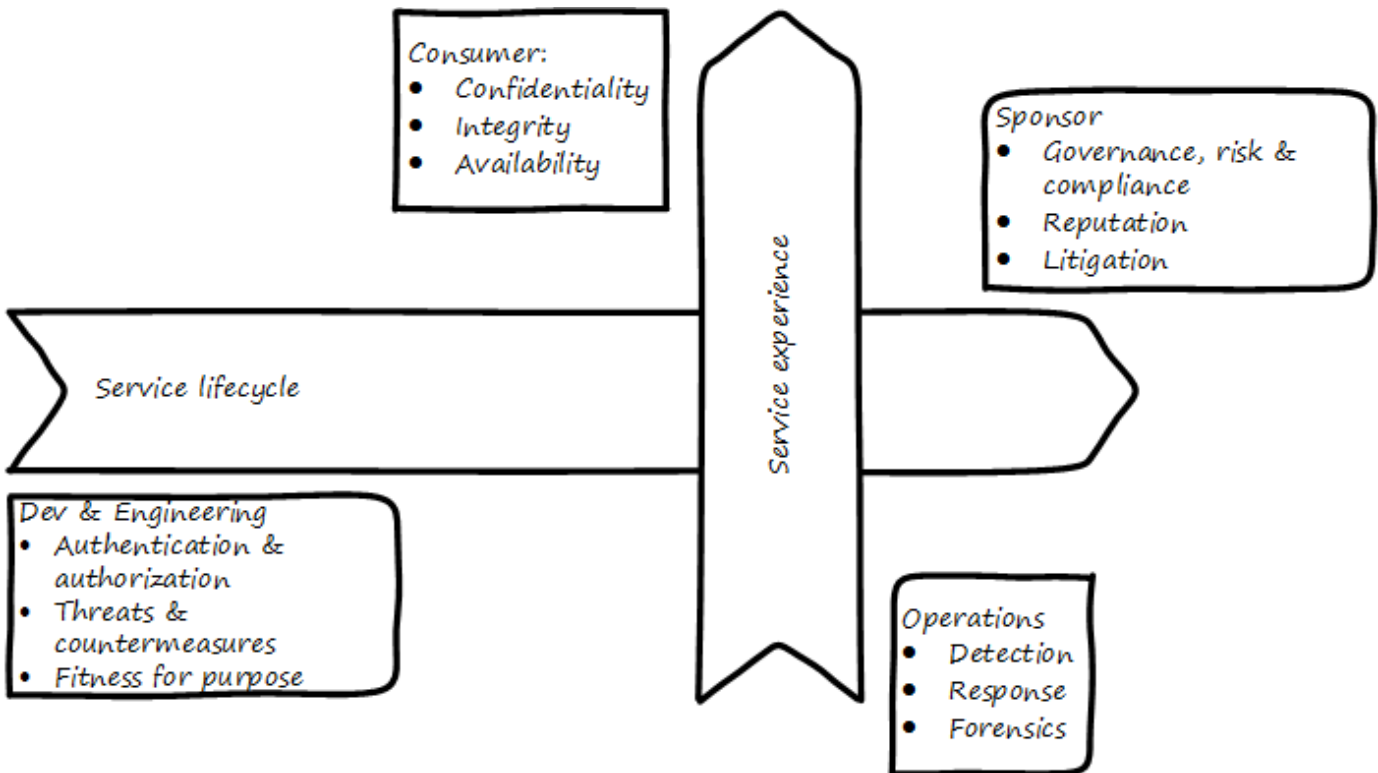 Consumer:
• Confidentiality
• Integrity
• Availability
Sponsor
• Governance, risk &
compliance
• Reputation
• Litigation
Service experience
Service lifecycle
Dev & Engineering
• Authentication &
authorization
• Threats &
countermeasures
• Fitness for purpose
Operations
• Detection
• Response
• Forensics